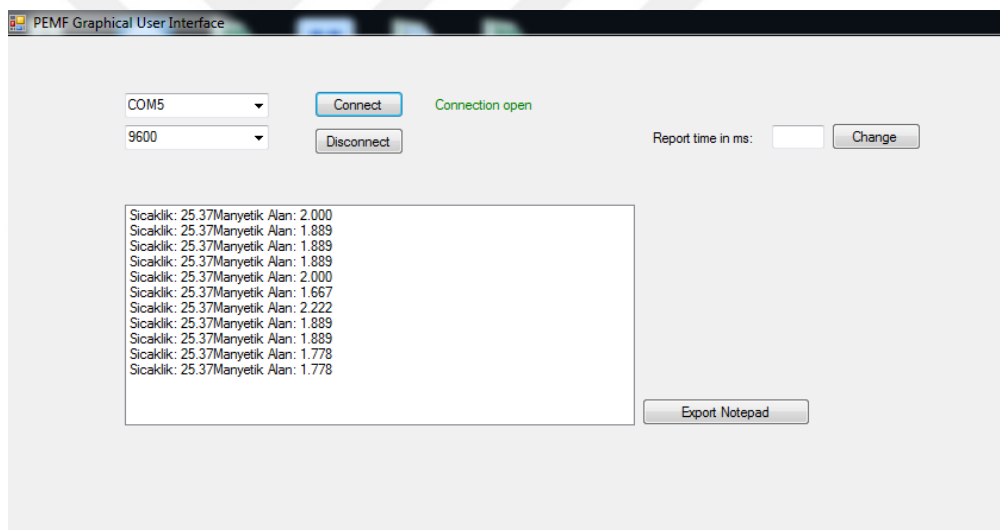 PEMF Graphical User Interface
COM5 Connect Connection open
9600 Disconnect Report time in ms: Change
Sicaklik: 25.37Manyetik Alan: 2.000
Sicaklik: 25.37Manyetik Alan: 1.889
Sicaklik: 25.37Manyetik Alan: 1.889
Sicaklik: 25.37Manyetik Alan: 1.889
Sicaklik: 25.37Manyetik Alan: 2.000
Sicaklik: 25.37Manyetik Alan: 1.667
Sicaklik: 25.37Manyetik Alan: 2.222
Sicaklik: 25.37Manyetik Alan: 1.889
Sicaklik: 25.37Manyetik Alan: 1.889
Sicaklik: 25.37Manyetik Alan: 1.778
Sicaklik: 25.37Manyetik Alan: 1.778
Export Notepad